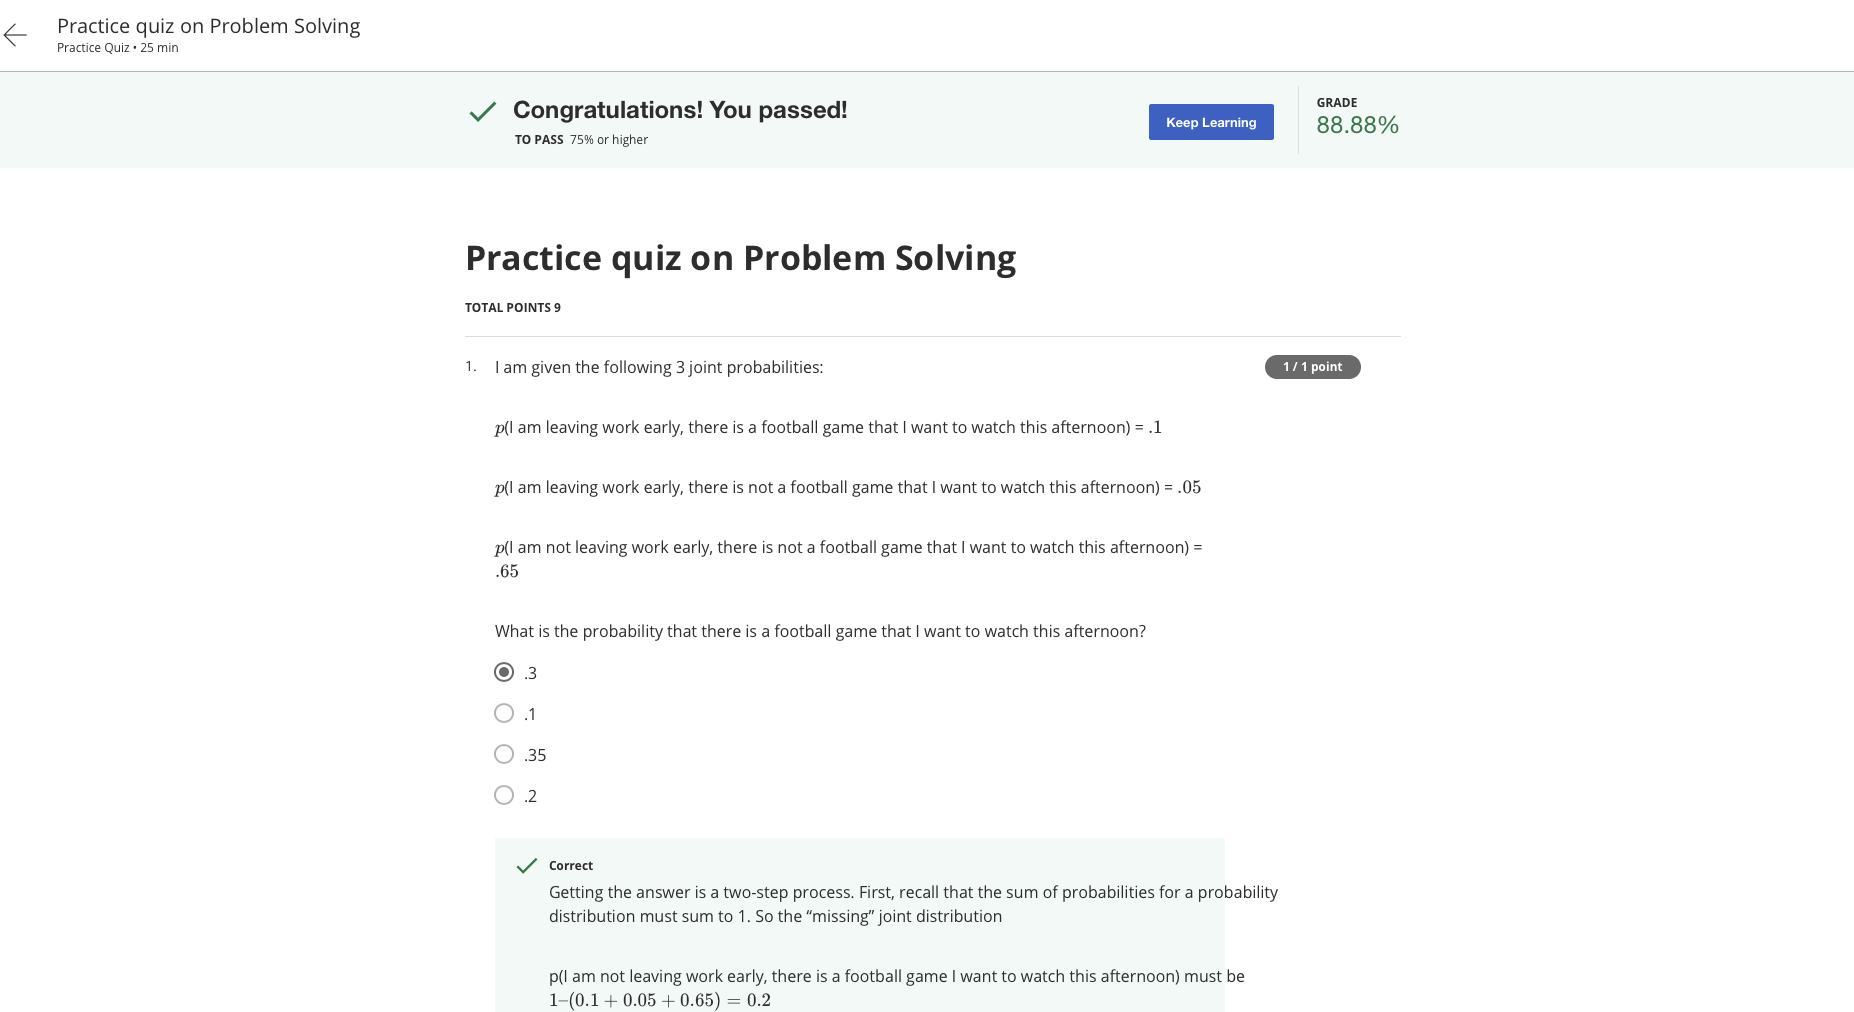 Practice quiz on Problem Solving
Practice Quiz • 25 min
Congratulations! You passed!
TO PASS 75% or higher
Keep Learning
GRADE
88.88%
Practice quiz on Problem Solving
TOTAL POINTS 9
1. I am given the following 3 joint probabilities:
1 / 1 point
p(I am leaving work early, there is a football game that I want to watch this afternoon) = .1
p(I am leaving work early, there is not a football game that I want to watch this afternoon) = .05
p(I am not leaving work early, there is not a football game that I want to watch this afternoon) =
.65
What is the probability that there is a football game that I want to watch this afternoon?
.3
.1
.35
.2
Correct
Getting the answer is a two-step process. First, recall that the sum of probabilities for a probability
distribution must sum to 1. So the “missing” joint distribution
p(I am not leaving work early, there is a football game I want to watch this afternoon) must be
1–(0.1 + 0.05 + 0.65) = 0.2